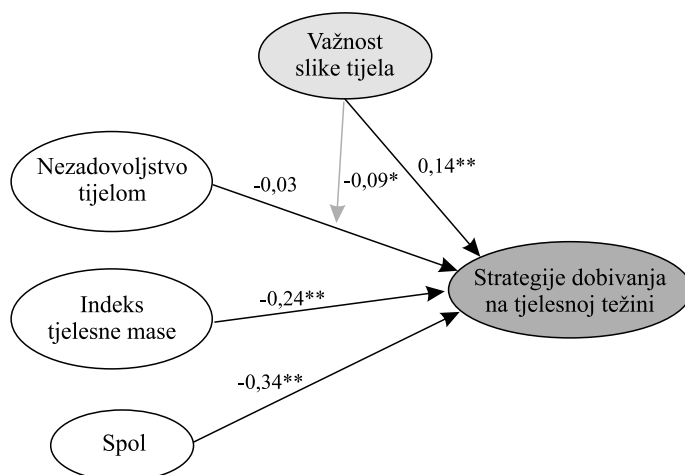 Važnost
slike tijela
Nezadovoljstvo
tijelom
-0,03
-0,09*
0,14**
Strategije dobivanja
na tjelesnoj težini
Indeks
tjelesne mase
-0,24**
-0,34**
Spol